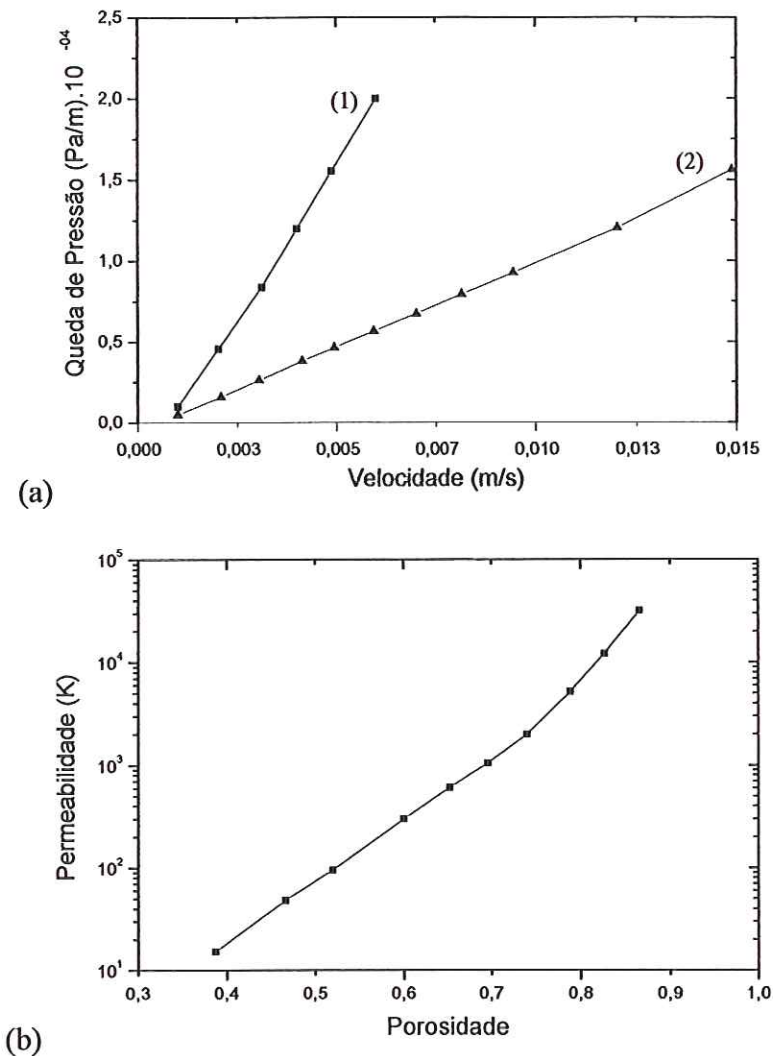 2,5
2,0
1,5
1,0
0,5
0,0
Queda de Pressão (Pa/m).10 -04
(1)
(2)
0,000 0,003 0,005 0,007 0,010 0,013 0,015
Velocidade (m/s)
(a)
10⁵
10⁴
10³
10²
10¹
Permeabilidade (K)
0,3 0,4 0,5 0,6 0,7 0,8 0,9 1,0
Porosidade
(b)